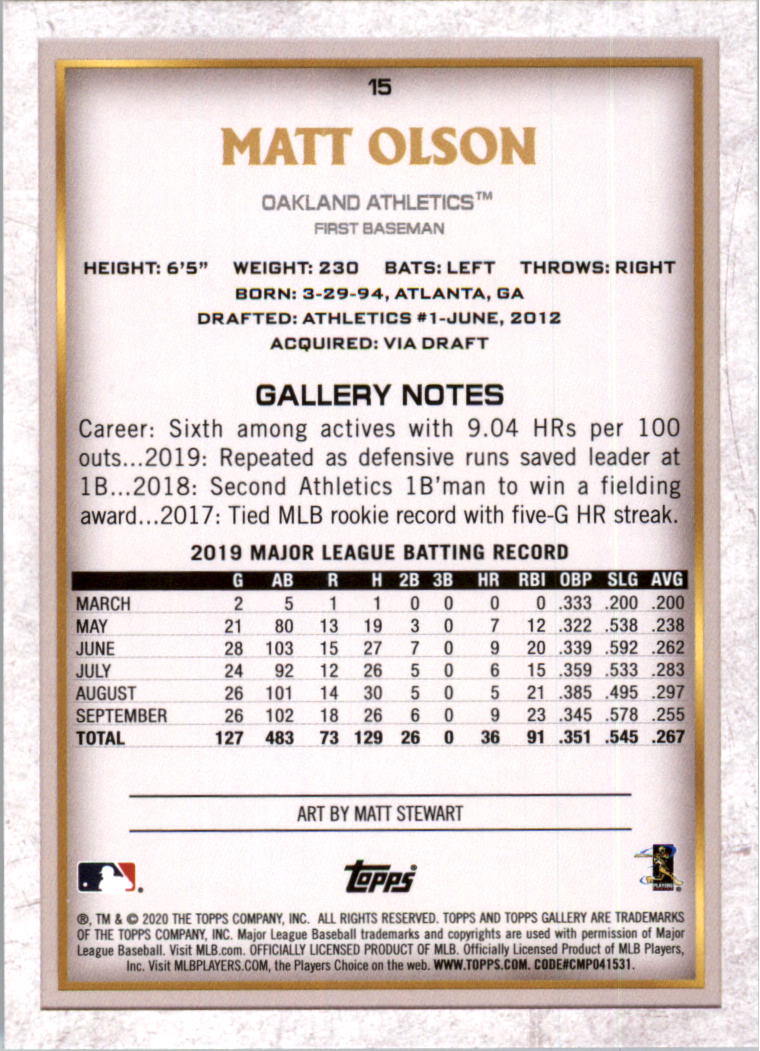 15
MATT OLSON
OAKLAND ATHLETICS™
FIRST BASEMAN
HEIGHT: 6'5" WEIGHT: 230 BATS: LEFT THROWS: RIGHT
BORN: 3-29-94, ATLANTA, GA
DRAFTED: ATHLETICS #1-JUNE, 2012
ACQUIRED: VIA DRAFT
GALLERY NOTES
Career: Sixth among actives with 9.04 HRs per 100
outs...2019: Repeated as defensive runs saved leader at
1B...2018: Second Athletics 1B'man to win a fielding
award...2017: Tied MLB rookie record with five-G HR streak.
2019 MAJOR LEAGUE BATTING RECORD
G AB R H 2B 3B HR RBI OBP SLG AVG
MARCH 2 5 1 1 0 0 0 0 .333 .200 .200
MAY 21 80 13 19 3 0 7 12 .322 .538 .238
JUNE 28 103 15 27 7 0 9 20 .339 .592 .262
JULY 24 92 12 26 5 0 6 15 .359 .533 .283
AUGUST 26 101 14 30 5 0 5 21 .385 .495 .297
SEPTEMBER 26 102 18 26 6 0 9 23 .345 .578 .255
TOTAL 127 483 73 129 26 0 36 91 .351 .545 .267
ART BY MATT STEWART
topps
PLAYERS
®, TM & © 2020 THE TOPPS COMPANY, INC. ALL RIGHTS RESERVED. TOPPS AND TOPPS GALLERY ARE TRADEMARKS
OF THE TOPPS COMPANY, INC. Major League Baseball trademarks and copyrights are used with permission of Major
League Baseball. Visit MLB.com. OFFICIALLY LICENSED PRODUCT OF MLB. Officially Licensed Product of MLB Players,
Inc. Visit MLBPLAYERS.COM, the Players Choice on the web. WWW.TOPPS.COM. CODE#CMP041531.